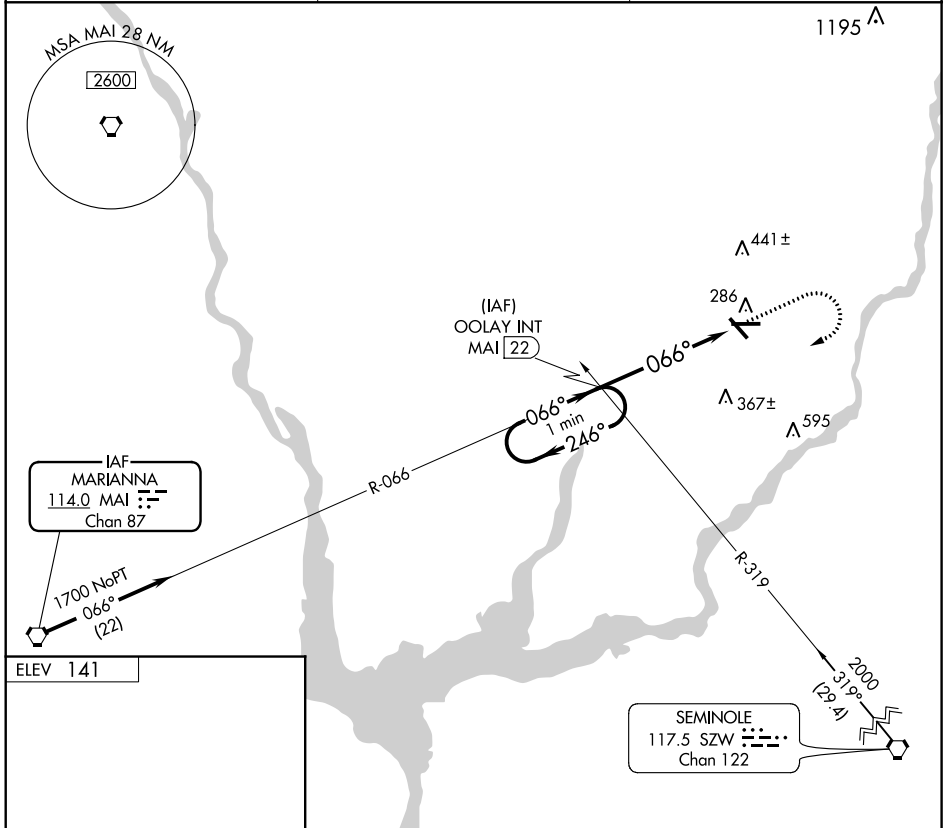 MSA MAI 28 NM
2600
1195
441±
286
(IAF)
OOLAY INT
MAI 22
066°
066°
1 min
246°
367±
595
IAF
MARIANNA
114.0 MAI
Chan 87
R-066
1700 NoPT
066°
(22)
R-319
2000
319°
(29.4)
ELEV 141
SEMINOLE
117.5 SZW
Chan 122